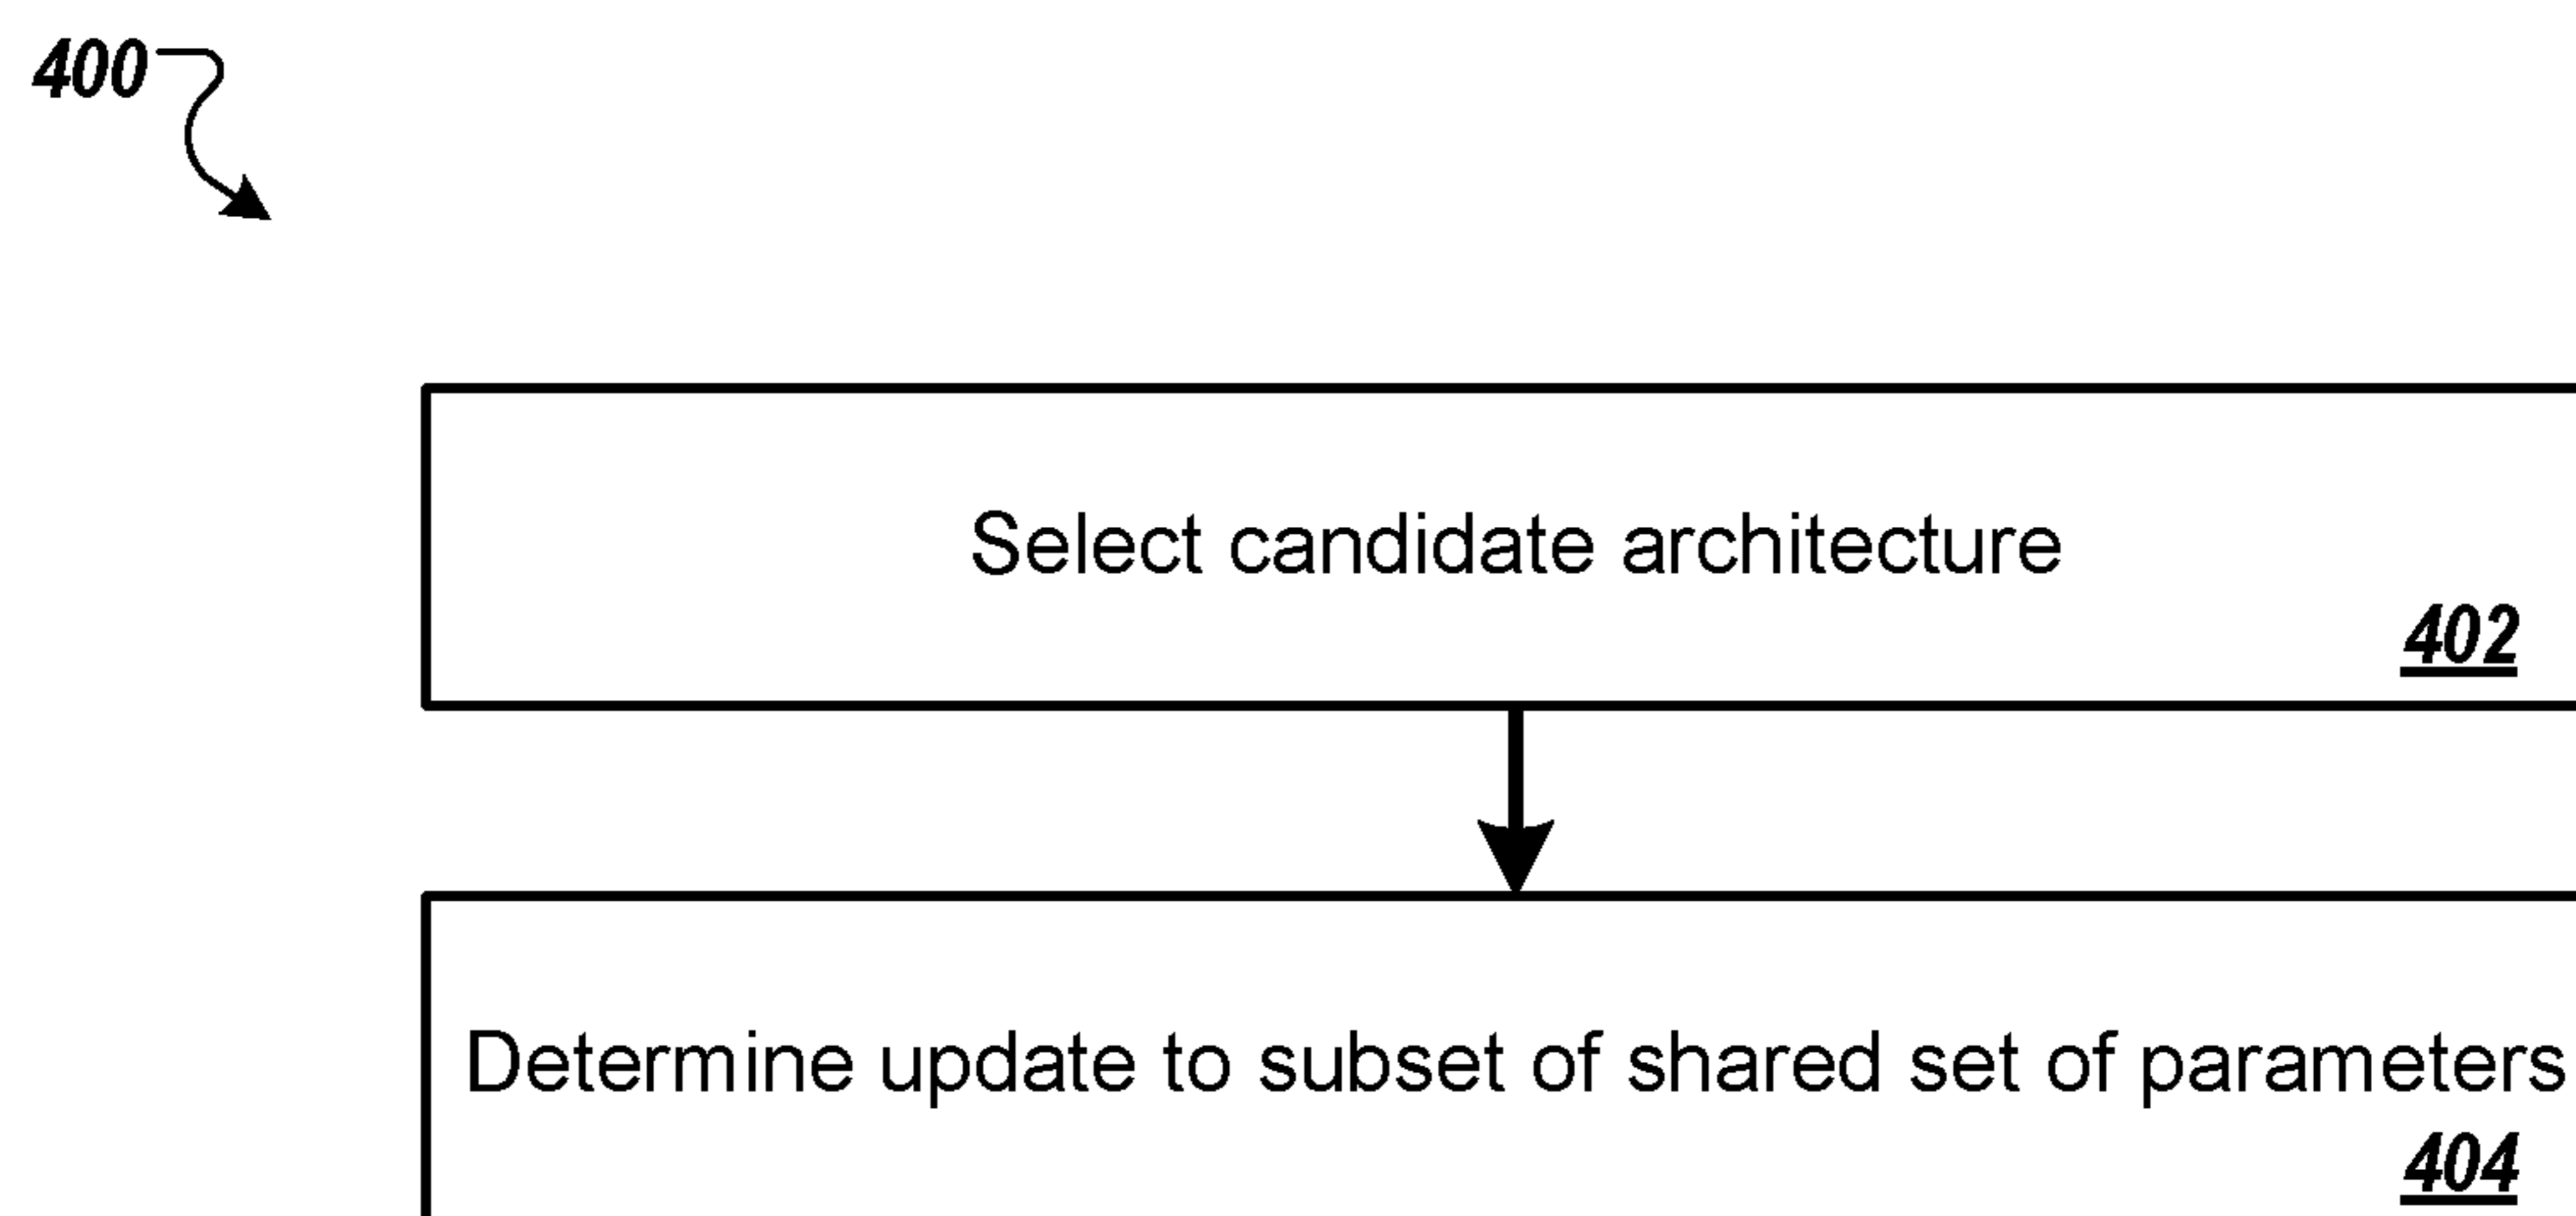 400
Select candidate architecture
402
Determine update to subset of shared set of parameters
404